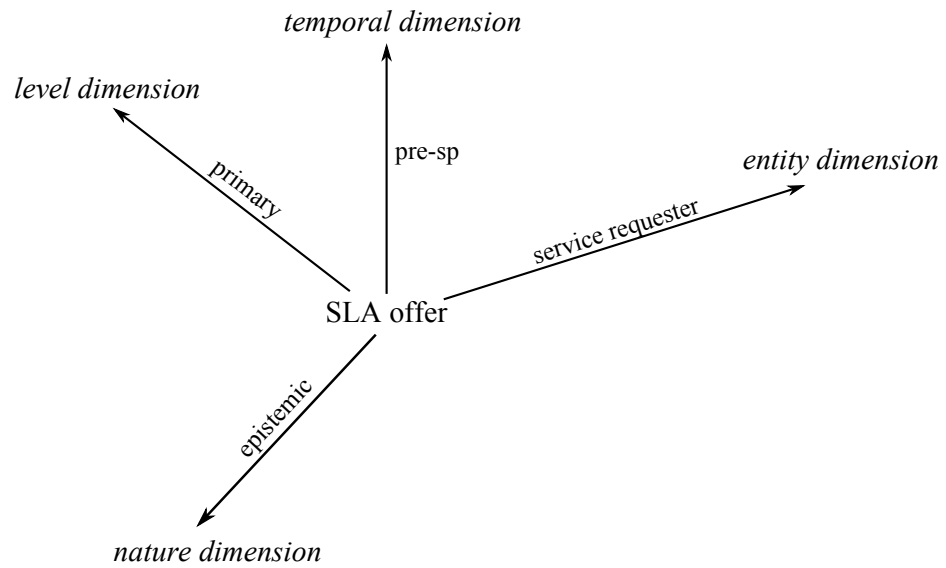 temporal dimension
level dimension
primary
pre-sp
entity dimension
service requester
SLA offer
epistemic
nature dimension